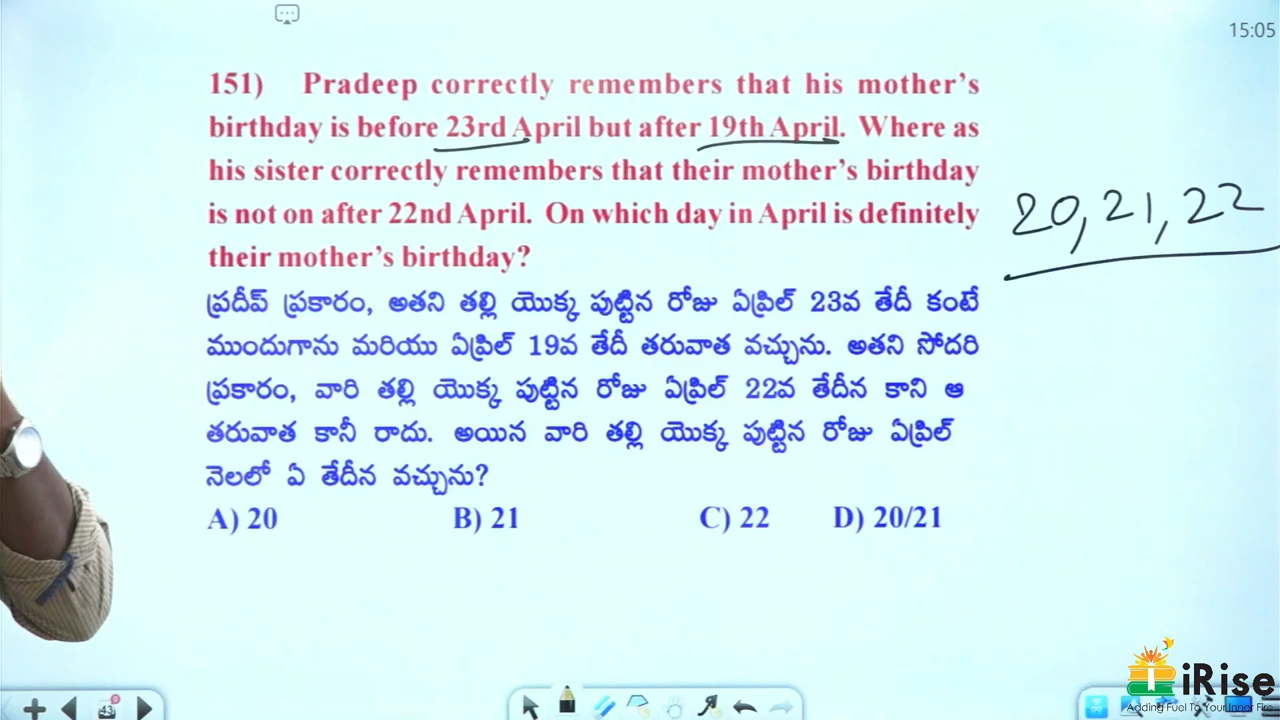 15:05
151) Pradeep correctly remembers that his mother's
birthday is before 23rd April but after 19th April. Where as
his sister correctly remembers that their mother's birthday
is not on after 22nd April. On which day in April is definitely
their mother's birthday?
20, 21, 22
ప్రదీప్ ప్రకారం, అతని తల్లి యొక్క పుట్టిన రోజు ఏప్రిల్ 23వ తేదీ కంటే
ముందుగాను మరియు ఏప్రిల్ 19వ తేదీ తరువాత వచ్చును. అతని సోదరి
ప్రకారం, వారి తల్లి యొక్క పుట్టిన రోజు ఏప్రిల్ 22వ తేదీన కాని ఆ
తరువాత కానీ రాదు. అయిన వారి తల్లి యొక్క పుట్టిన రోజు ఏప్రిల్
నెలలో ఏ తేదీన వచ్చును?
A) 20 B) 21 C) 22 D) 20/21
43
iRise
Adding Fuel To Your Inner Fire